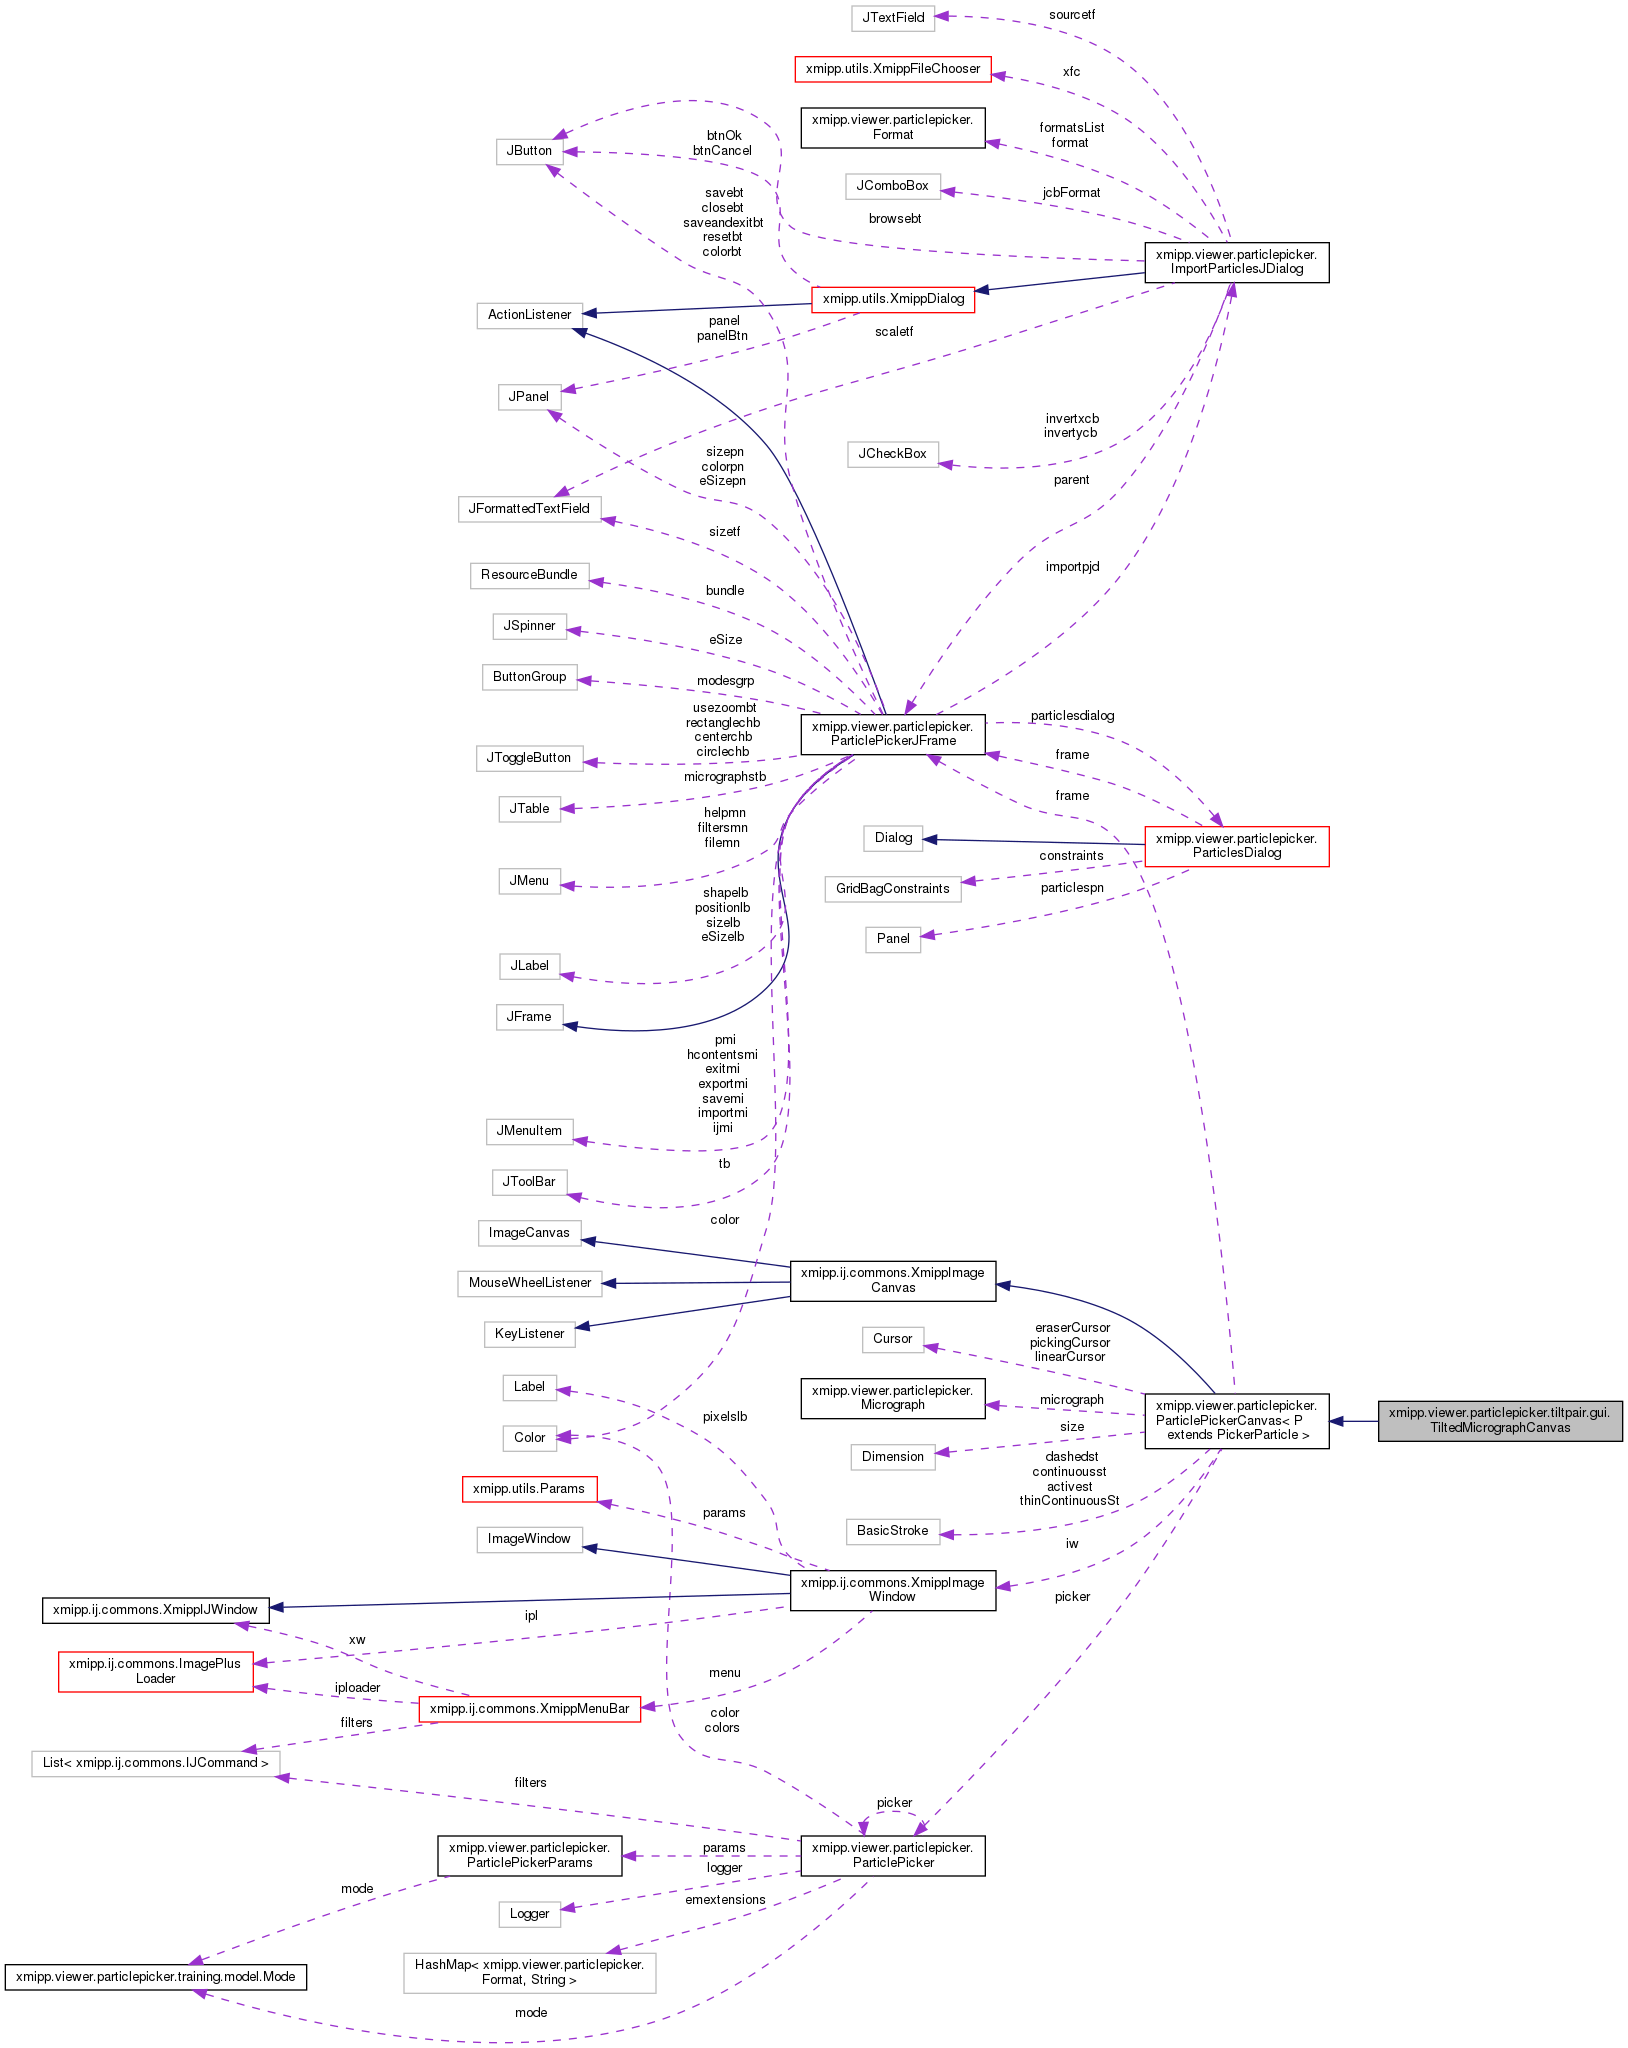 JTextField
sourcetf
xmipp.utils.XmippFileChooser
xfc
xmipp.viewer.particlepicker.
Format
formatsList
format
JButton
btnOk
btnCancel
JComboBox
jcbFormat
savebt
closebt
saveandexitbt
resetbt
colorbt
browsebt
xmipp.viewer.particlepicker.
ImportParticlesJDialog
xmipp.utils.XmippDialog
ActionListener
panel
panelBtn
scaletf
JPanel
invertxcb
invertycb
JCheckBox
sizepn
colorpn
eSizepn
parent
JFormattedTextField
sizetf
importpjd
ResourceBundle
bundle
JSpinner
eSize
ButtonGroup
modesgrp
usezoombt
rectanglechb
centerchb
circlechb
xmipp.viewer.particlepicker.
ParticlePickerJFrame
particlesdialog
JToggleButton
frame
micrographstb
JTable
frame
helpmn
filtersmn
filemn
Dialog
xmipp.viewer.particlepicker.
ParticlesDialog
constraints
JMenu
GridBagConstraints
particlespn
shapelb
positionlb
sizelb
eSizelb
Panel
JLabel
JFrame
pmi
hcontentsmi
exitmi
exportmi
savemi
importmi
ijmi
JMenuItem
tb
JToolBar
color
ImageCanvas
xmipp.ij.commons.XmippImage
Canvas
MouseWheelListener
KeyListener
Cursor
eraserCursor
pickingCursor
linearCursor
Label
xmipp.viewer.particlepicker.
Micrograph
micrograph
xmipp.viewer.particlepicker.
ParticlePickerCanvas< P
extends PickerParticle >
xmipp.viewer.particlepicker.tiltpair.gui.
TiltedMicrographCanvas
pixelslb
Color
size
Dimension
dashedst
continuousst
activest
thinContinuousSt
xmipp.utils.Params
params
BasicStroke
ImageWindow
iw
xmipp.ij.commons.XmippImage
Window
picker
xmipp.ij.commons.XmippIJWindow
ipl
xw
xmipp.ij.commons.ImagePlus
Loader
menu
iploader
xmipp.ij.commons.XmippMenuBar
color
colors
filters
List< xmipp.ij.commons.IJCommand >
filters
picker
xmipp.viewer.particlepicker.
ParticlePickerParams
params
xmipp.viewer.particlepicker.
ParticlePicker
logger
mode
emextensions
Logger
HashMap< xmipp.viewer.particlepicker.
Format, String >
xmipp.viewer.particlepicker.training.model.Mode
mode